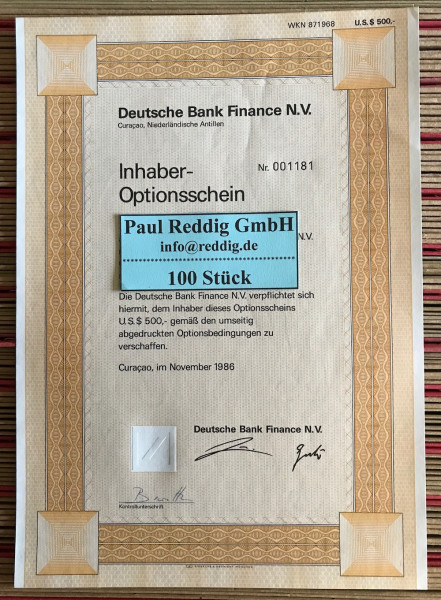 WKN 871968 U.S.$ 500,-
Deutsche Bank Finance N.V.
Curaçao, Niederländische Antillen
Inhaber- Nr. 001181
Optionsschein
Paul Reddig GmbH
info@reddig.de
N.V.
100 Stück
Die Deutsche Bank Finance N.V. verpflichtet sich
hiermit, dem Inhaber dieses Optionsscheins
U.S.$ 500,- gemäß den umseitig
abgedruckten Optionsbedingungen zu
verschaffen.
Curaçao, im November 1986
Deutsche Bank Finance N.V.
Kontrollunterschrift